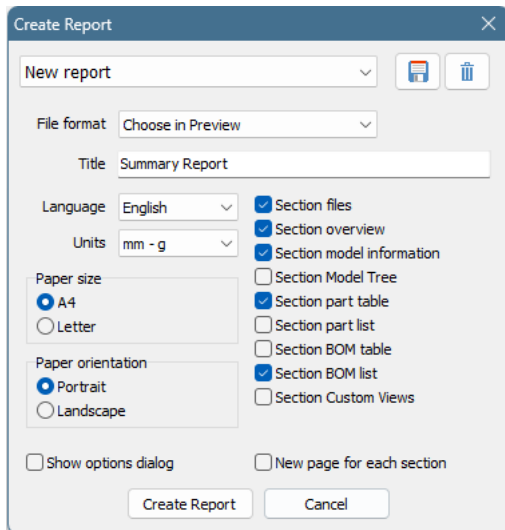 Create Report
New report
File format Choose in Preview
Title Summary Report
Language English
Units mm - g
Paper size
A4
Letter
Paper orientation
Portrait
Landscape
Section files
Section overview
Section model information
Section Model Tree
Section part table
Section part list
Section BOM table
Section BOM list
Section Custom Views
Show options dialog
New page for each section
Create Report
Cancel